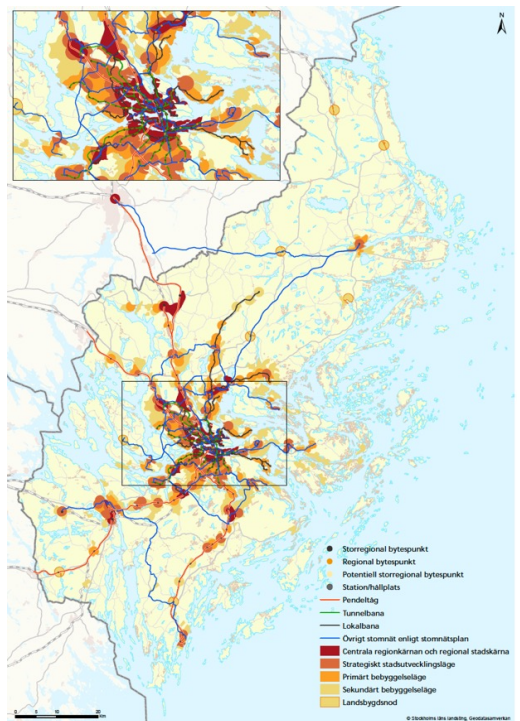 N
Storregional bytespunkt
Regional bytespunkt
Potentiell storregional bytespunkt
Station/hållplats
Pendeltåg
Tunnelbana
Lokalbana
Övrigt stomnät enligt stomnätsplan
Centrala regionkärnan och regional stadskärna
Strategiskt stadsutvecklingsläge
Primärt bebyggelseläge
Sekundärt bebyggelseläge
Landsbygdsnod
0 5 10 20
km
© Stockholms läns landsting, Geodatasamverkan